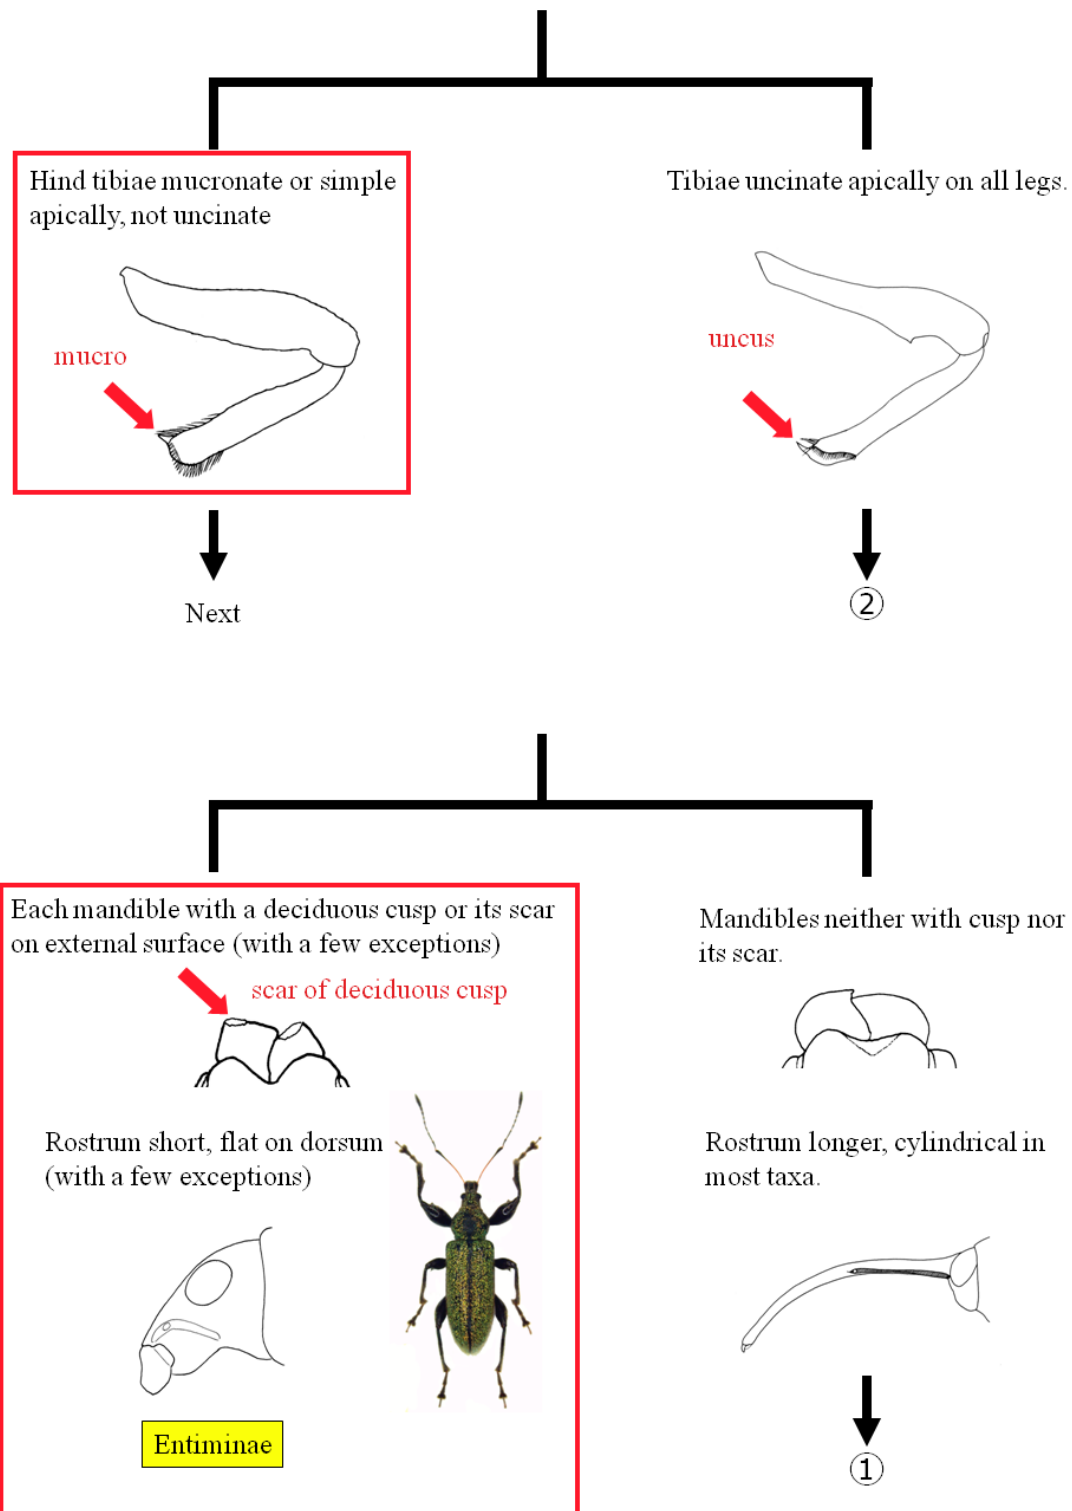 Hind tibiae mucronate or simple
apically, not uncinate
mucro
Next
Tibiae uncinate apically on all legs.
uncus
②
Each mandible with a deciduous cusp or its scar
on external surface (with a few exceptions)
scar of deciduous cusp
Rostrum short, flat on dorsum
(with a few exceptions)
Entiminae
Mandibles neither with cusp nor
its scar.
Rostrum longer, cylindrical in
most taxa.
①